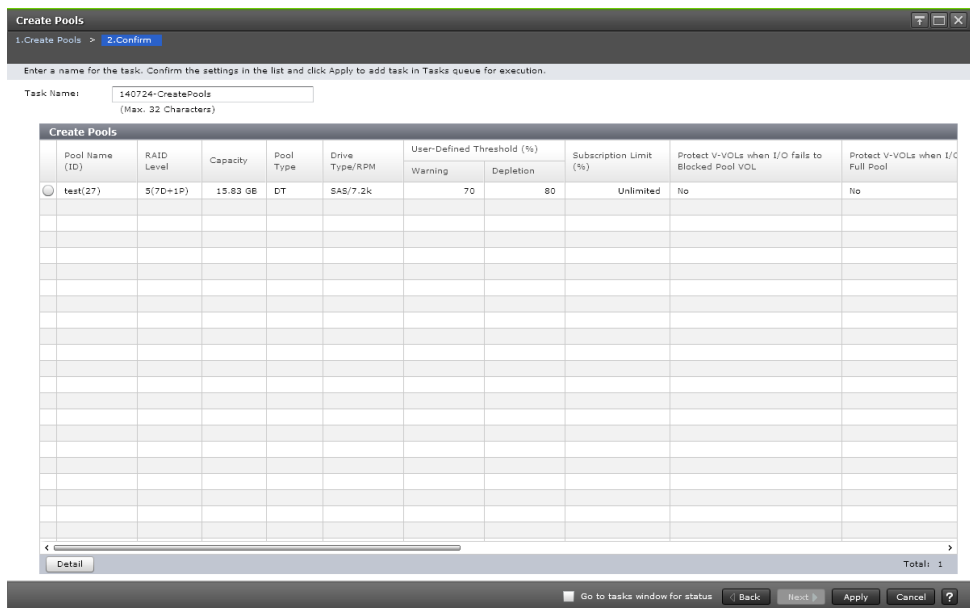 Create Pools
1.Create Pools > 2.Confirm
Enter a name for the task. Confirm the settings in the list and click Apply to add task in Tasks queue for execution.
Task Name: 140724-CreatePools
(Max. 32 Characters)
Create Pools
Pool Name (ID) RAID Level Capacity Pool Type Drive Type/RPM User-Defined Threshold (%) Warning Depletion Subscription Limit (%) Protect V-VOLs when I/O fails to Blocked Pool VOL Protect V-VOLs when I/O Full Pool
test(27) 5(7D+1P) 15.83 GB DT SAS/7.2k 70 80 Unlimited No No
Detail Total: 1
Go to tasks window for status Back Next Apply Cancel ?